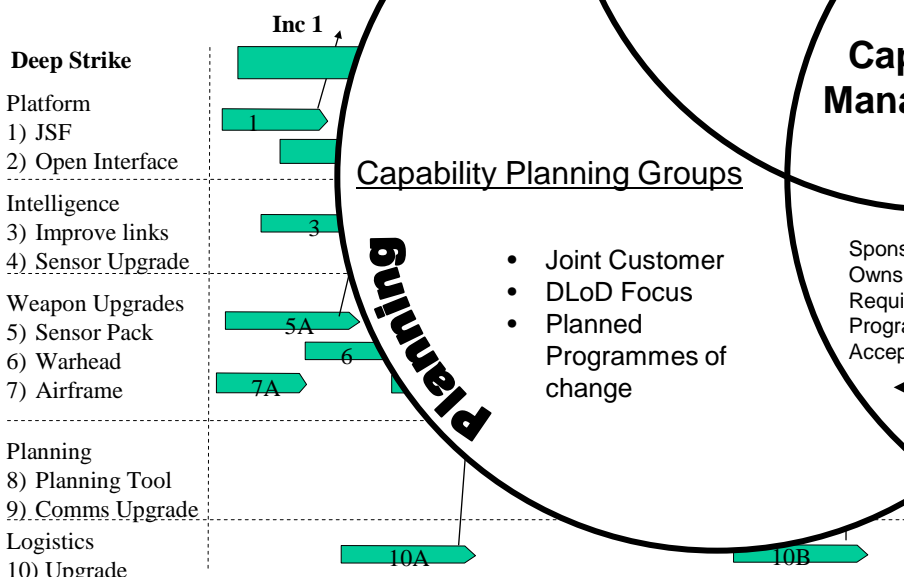 Inc 1
Deep Strike
Platform
1) JSF
2) Open Interface
Intelligence
3) Improve links
4) Sensor Upgrade
Weapon Upgrades
5) Sensor Pack
6) Warhead
7) Airframe
Planning
8) Planning Tool
9) Comms Upgrade
Logistics
10) Upgrade
1
3
5A
6
7A
10A
10B
Capability Planning Groups
• Joint Customer
• DLoD Focus
• Planned
Programmes of
change
Planning
Cap
Mana
Spons
Owns
Requi
Progra
Accep